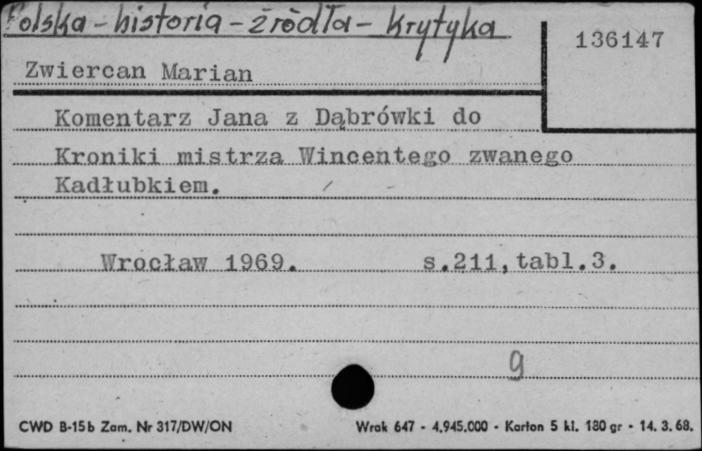 Polska - historia - źródła - krytyka
136147
Zwiercan Marian
Komentarz Jana z Dąbrówki do
Kroniki mistrza Wincentego zwanego
Kadłubkiem.
Wrocław 1969. s.211,tabl.3.
9
CWD B-15b Zam. Nr 317/DW/ON Wrak 647 - 4.945.000 - Karton 5 kl. 180 gr - 14. 3. 68.